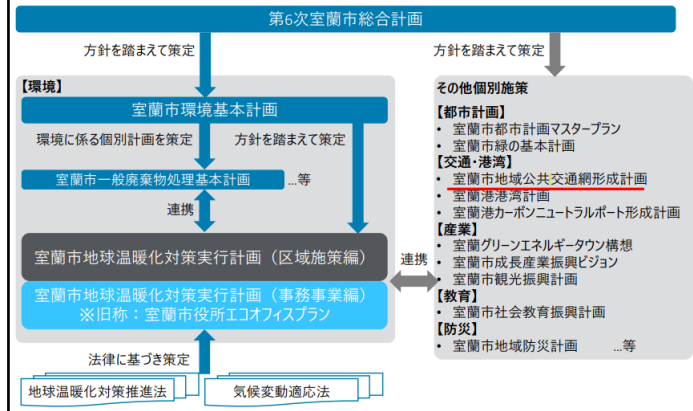 第6次室蘭市総合計画
方針を踏まえて策定
方針を踏まえて策定
【環境】
室蘭市環境基本計画
環境に係る個別計画を策定
方針を踏まえて策定
室蘭市一般廃棄物処理基本計画 …等
連携
室蘭市地球温暖化対策実行計画（区域施策編）
室蘭市地球温暖化対策実行計画（事務事業編）
※旧称：室蘭市役所エコオフィスプラン
法律に基づき策定
地球温暖化対策推進法
気候変動適応法
連携
その他個別施策
【都市計画】
• 室蘭市都市計画マスタープラン
• 室蘭市緑の基本計画
【交通・港湾】
• 室蘭市地域公共交通網形成計画
• 室蘭港港湾計画
• 室蘭港カーボンニュートラルポート形成計画
【産業】
• 室蘭グリーンエネルギータウン構想
• 室蘭市成長産業振興ビジョン
• 室蘭市観光振興計画
【教育】
• 室蘭市社会教育振興計画
【防災】
• 室蘭市地域防災計画 …等